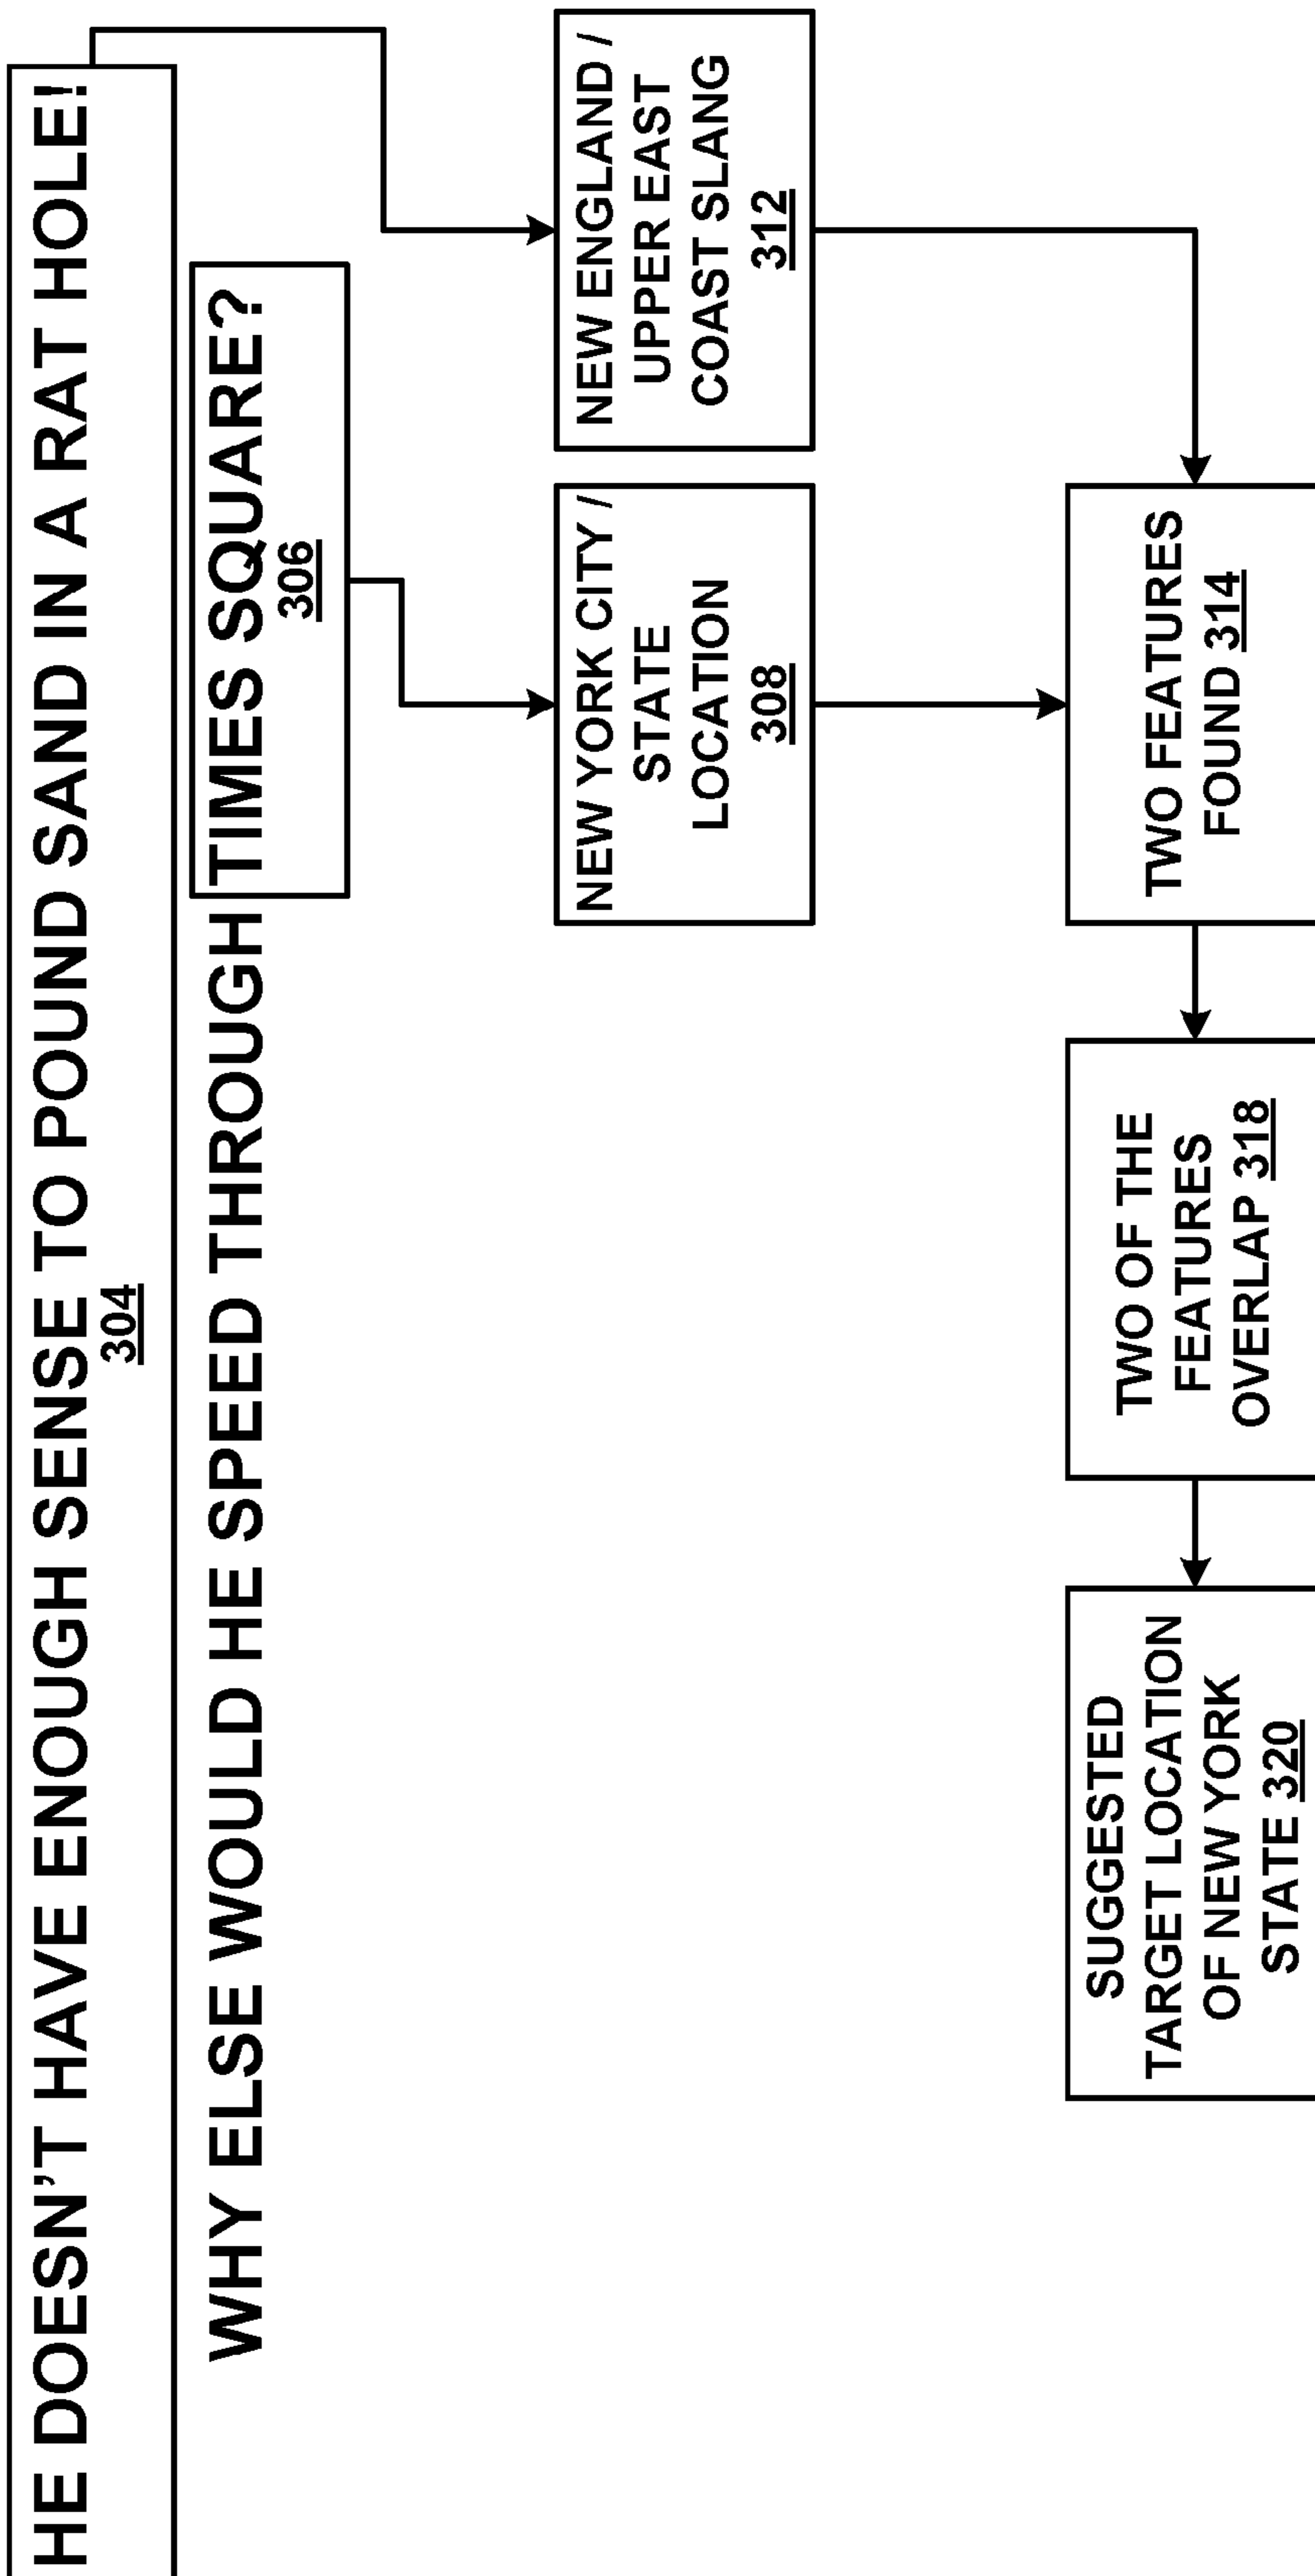 HE DOESN'T HAVE ENOUGH SENSE TO POUND SAND IN A RAT HOLE!
304
WHY ELSE WOULD HE SPEED THROUGH TIMES SQUARE?
306
NEW YORK CITY /
STATE
LOCATION
308
NEW ENGLAND /
UPPER EAST
COAST SLANG
312
TWO FEATURES
FOUND 314
TWO OF THE
FEATURES
OVERLAP 318
SUGGESTED
TARGET LOCATION
OF NEW YORK
STATE 320